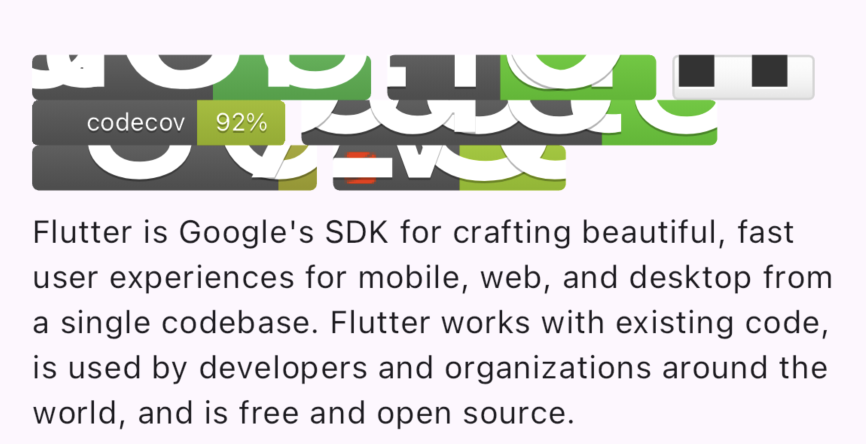 codecov 92%
Flutter is Google's SDK for crafting beautiful, fast
user experiences for mobile, web, and desktop from
a single codebase. Flutter works with existing code,
is used by developers and organizations around the
world, and is free and open source.